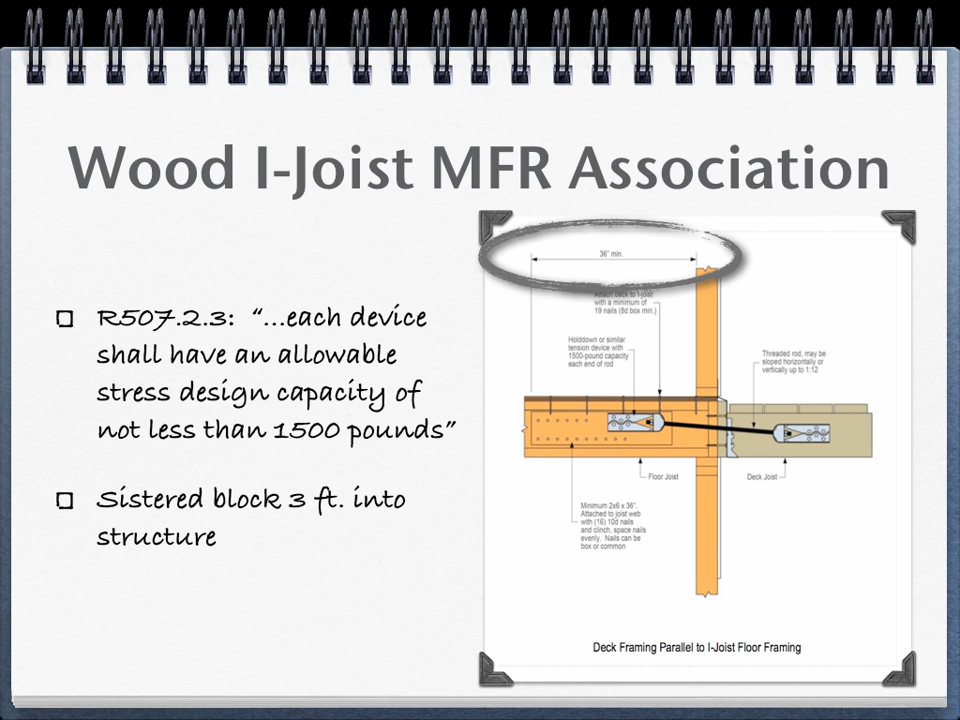 Wood I-Joist MFR Association
R507.2.3: “...each device
shall have an allowable
stress design capacity of
not less than 1500 pounds”
Sistered block 3 ft. into
structure
36" min.
Attach deck to I-joist
with a minimum of
19 nails (8d box min.)
Holddown or similar
tension device with
1500-pound capacity
each end of rod
Threaded rod, may be
sloped horizontally or
vertically up to 1:12
Floor Joist
Deck Joist
Minimum 2x6 x 36".
Attached to joist web
with (16) 10d nails
and clinch, space nails
evenly. Nails can be
box or common
Deck Framing Parallel to I-Joist Floor Framing